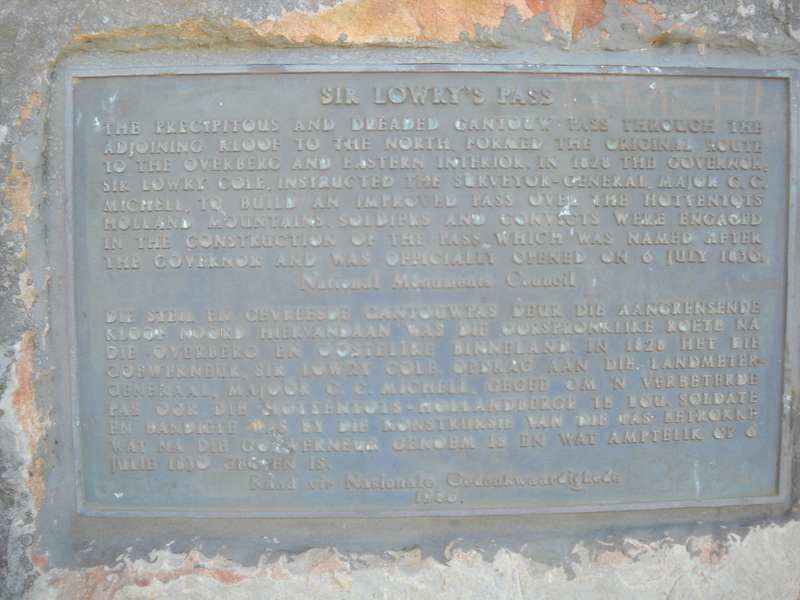 SIR LOWRY'S PASS
THE PRECIPITOUS AND DREADED GANTOUW PASS THROUGH THE
ADJOINING KLOOF TO THE NORTH FORMED THE ORIGINAL ROUTE
TO THE OVERBERG AND EASTERN INTERIOR. IN 1828 THE GOVERNOR,
SIR LOWRY COLE, INSTRUCTED THE SURVEYOR-GENERAL, MAJOR C. C.
MICHELL, TO BUILD AN IMPROVED PASS OVER THE HOTTENTOTS
HOLLAND MOUNTAINS. SOLDIERS AND CONVICTS WERE ENGAGED
IN THE CONSTRUCTION OF THE PASS, WHICH WAS NAMED AFTER
THE GOVERNOR AND WAS OFFICIALLY OPENED ON 6 JULY 1830.
National Monuments Council
DIE STEIL EN GEVREESDE GANTOUWPAS DEUR DIE AANGRENSENDE
KLOOF NOORD HIERVANDAAN WAS DIE OORSPRONKLIKE ROETE NA
DIE OVERBERG EN OOSTELIKE BINNELAND. IN 1828 HET DIE
GOEWERNEUR, SIR LOWRY COLE, OPDRAG AAN DIE LANDMETER-
GENERAAL, MAJOOR C. C. MICHELL, GEGEE OM 'N VERBETERDE
PAS OOR DIE HOTTENTOTS-HOLLANDBERGE TE BOU. SOLDATE
EN BANDIETE WAS BY DIE KONSTRUKSIE VAN DIE PAS BETROKKE
WAT NA DIE GOEWERNEUR GENOEM IS EN WAT AMPTELIK OP 6
JULIE 1830 GEOPEN IS.
Raad vir Nasionale Gedenkwaardighede